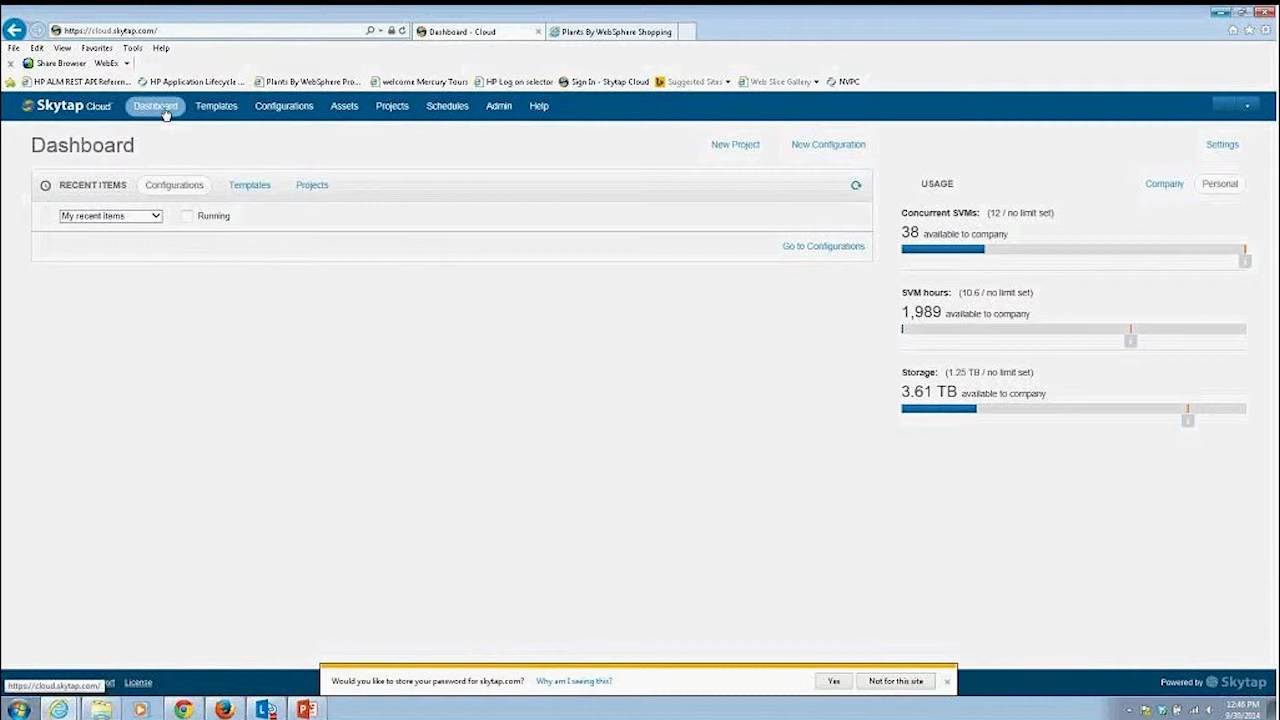 https://cloud.skytap.com/
Dashboard - Cloud
Plants By WebSphere Shopping
File Edit View Favorites Tools Help
x Share Browser WebEx
HP ALM REST API Referen... HP Application Lifecycle ... Plants By WebSphere Pro... welcome Mercury Tours HP Log on selector Sign In - Skytap Cloud Suggested Sites Web Slice Gallery NVPC
Skytap Cloud Dashboard Templates Configurations Assets Projects Schedules Admin Help
Dashboard New Project New Configuration Settings
RECENT ITEMS Configurations Templates Projects
USAGE Company Personal
My recent items Running
Concurrent SVMs: (12 / no limit set)
38 available to company
Go to Configurations
SVM hours: (10.6 / no limit set)
1,989 available to company
Storage: (1.25 TB / no limit set)
3.61 TB available to company
Would you like to store your password for skytap.com? Why am I seeing this? Yes Not for this site x
https://cloud.skytap.com/ License Powered by Skytap
12:46 PM
9/30/2014